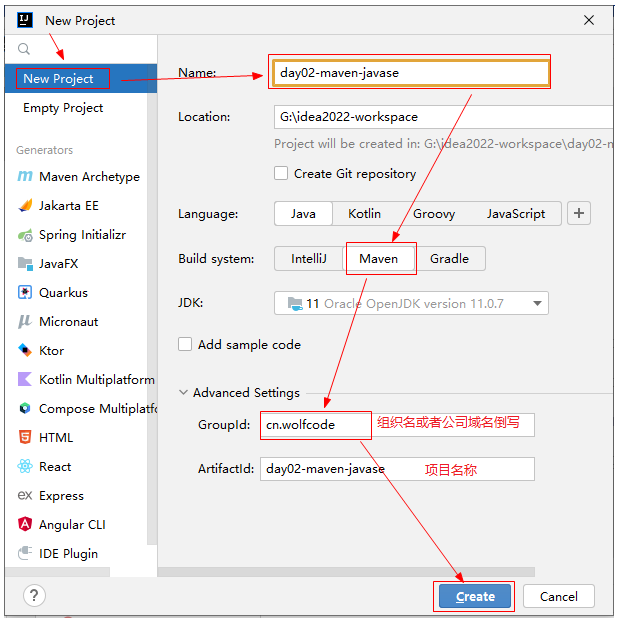 New Project
New Project
Empty Project
Generators
Maven Archetype
Jakarta EE
Spring Initializr
JavaFX
Quarkus
Micronaut
Ktor
Kotlin Multiplatform
Compose Multiplatfo
HTML
React
Express
Angular CLI
IDE Plugin
Name: day02-maven-javase
Location: G:\idea2022-workspace
Project will be created in: G:\idea2022-workspace\day02-m
Create Git repository
Language: Java Kotlin Groovy JavaScript +
Build system: IntelliJ Maven Gradle
JDK: 11 Oracle OpenJDK version 11.0.7
Add sample code
Advanced Settings
GroupId: cn.wolfcode 组织名或者公司域名倒写
ArtifactId: day02-maven-javase 项目名称
? Create Cancel